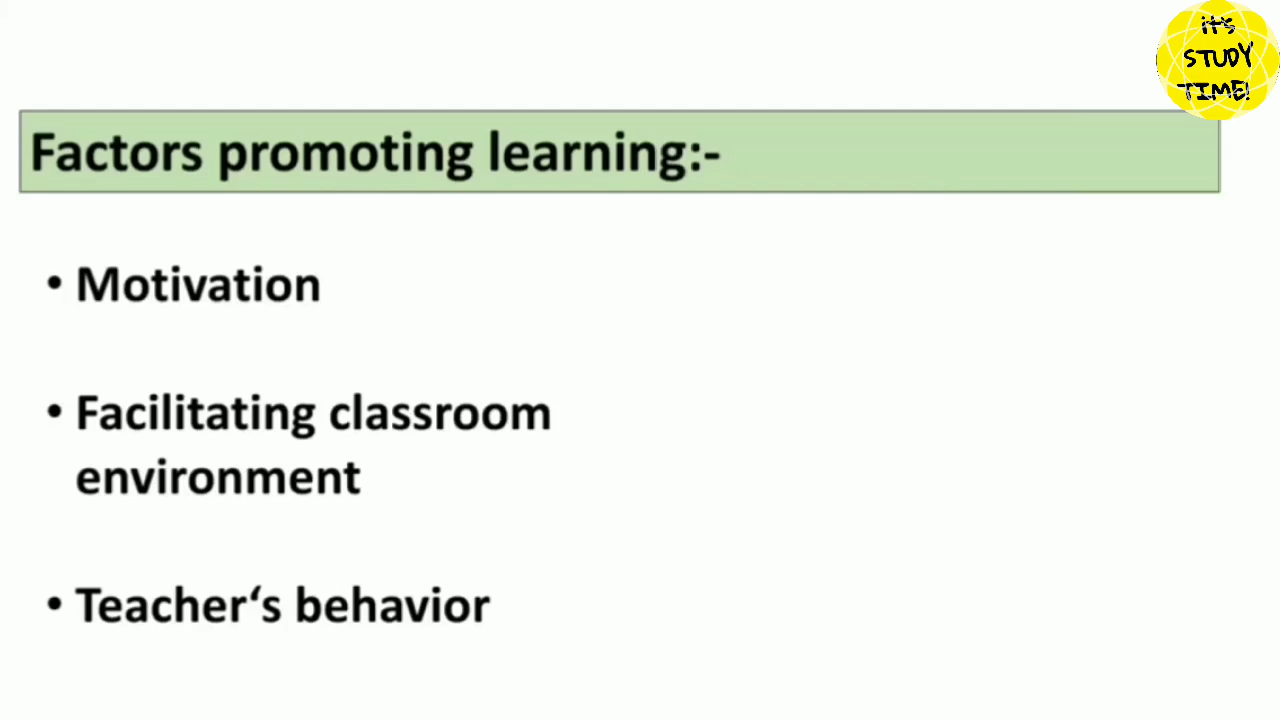 it's
STUDY
TIME!
Factors promoting learning:-
• Motivation
• Facilitating classroom
environment
• Teacher‘s behavior